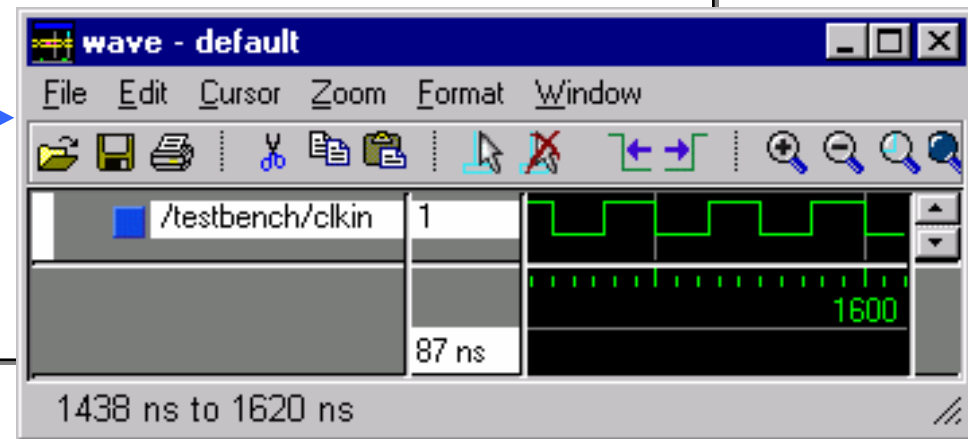 wave - default
File Edit Cursor Zoom Format Window
/testbench/clkin 1
1600
87 ns
1438 ns to 1620 ns